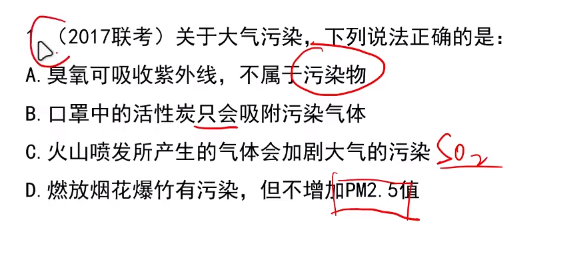 1.（2017联考）关于大气污染，下列说法正确的是：
A.臭氧可吸收紫外线，不属于污染物
B.口罩中的活性炭只会吸附污染气体
C.火山喷发所产生的气体会加剧大气的污染 SO2
D.燃放烟花爆竹有污染，但不增加PM2.5值